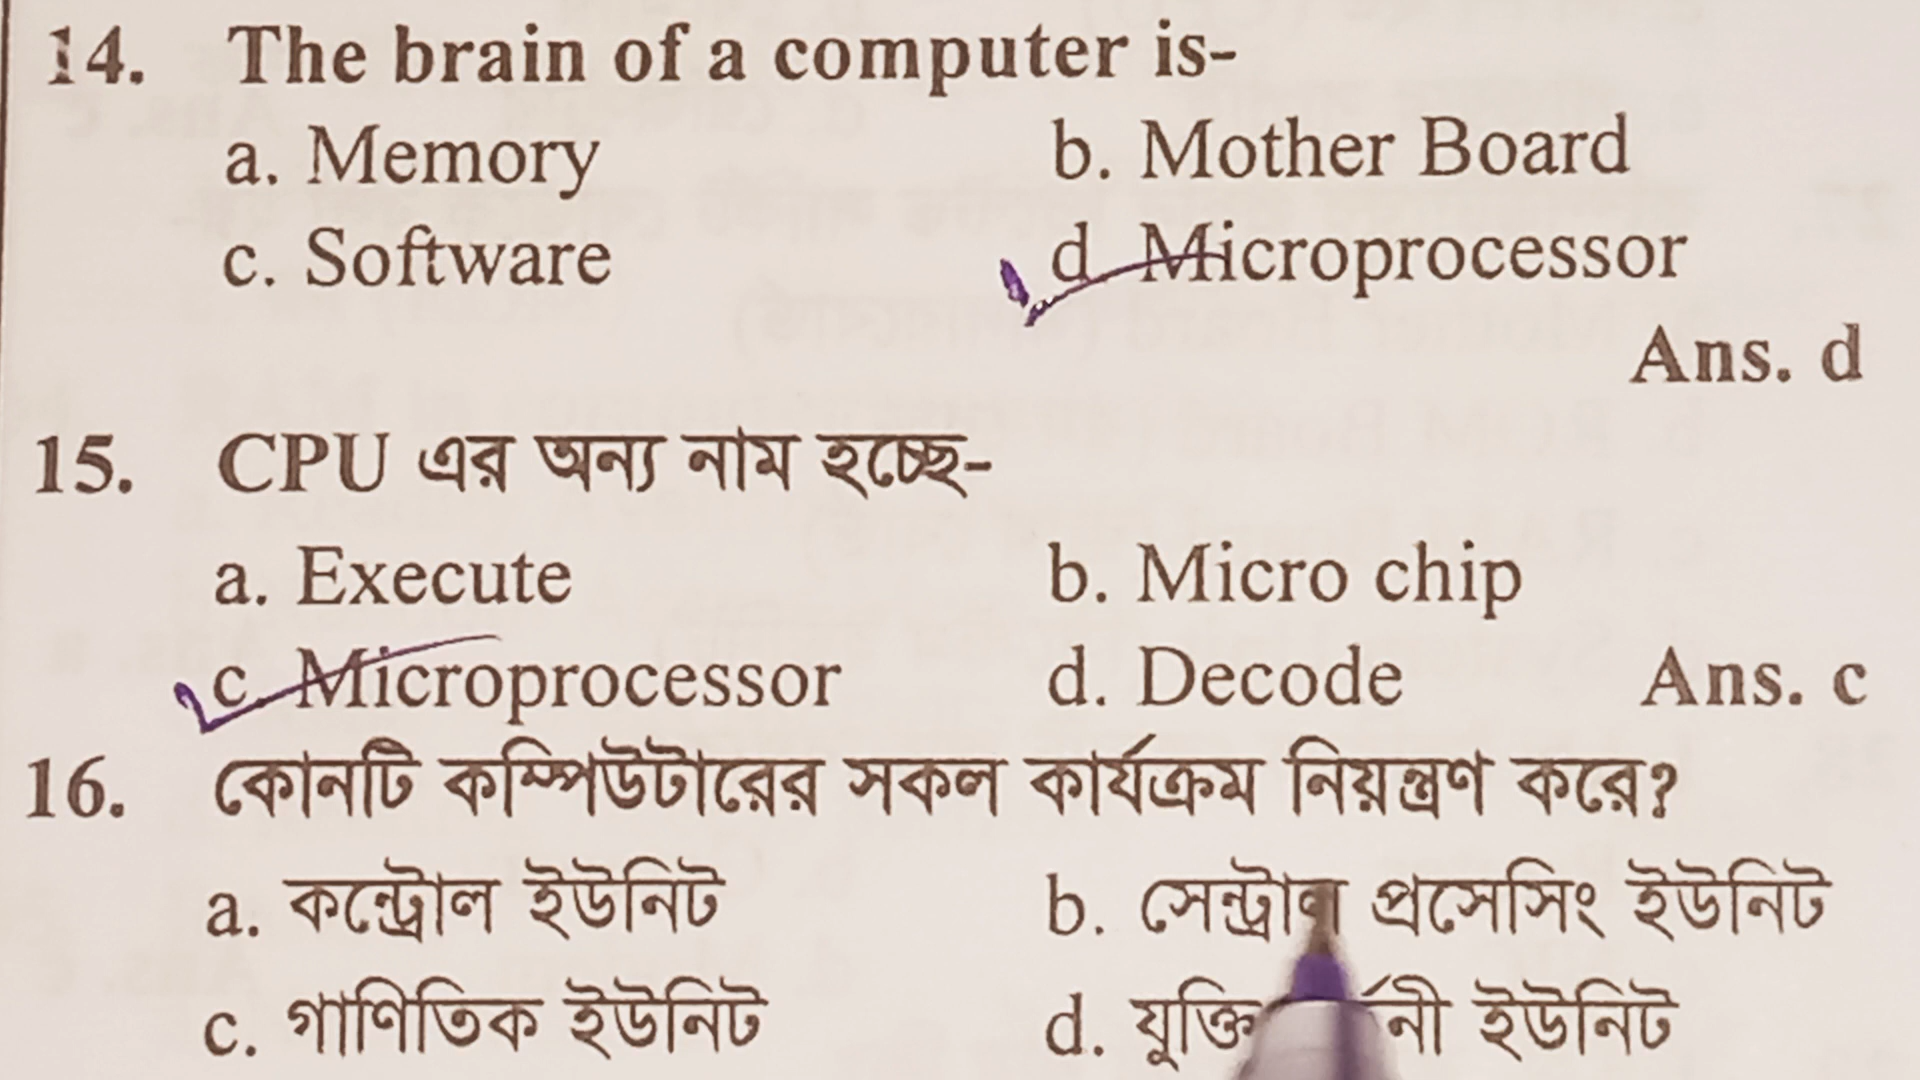 14. The brain of a computer is-
a. Memory b. Mother Board
c. Software d. Microprocessor
Ans. d
15. CPU এর অন্য নাম হচ্ছে-
a. Execute b. Micro chip
c. Microprocessor d. Decode Ans. c
16. কোনটি কম্পিউটারের সকল কার্যক্রম নিয়ন্ত্রণ করে?
a. কন্ট্রোল ইউনিট b. সেন্ট্রাল প্রসেসিং ইউনিট
c. গাণিতিক ইউনিট d. ইউনিট